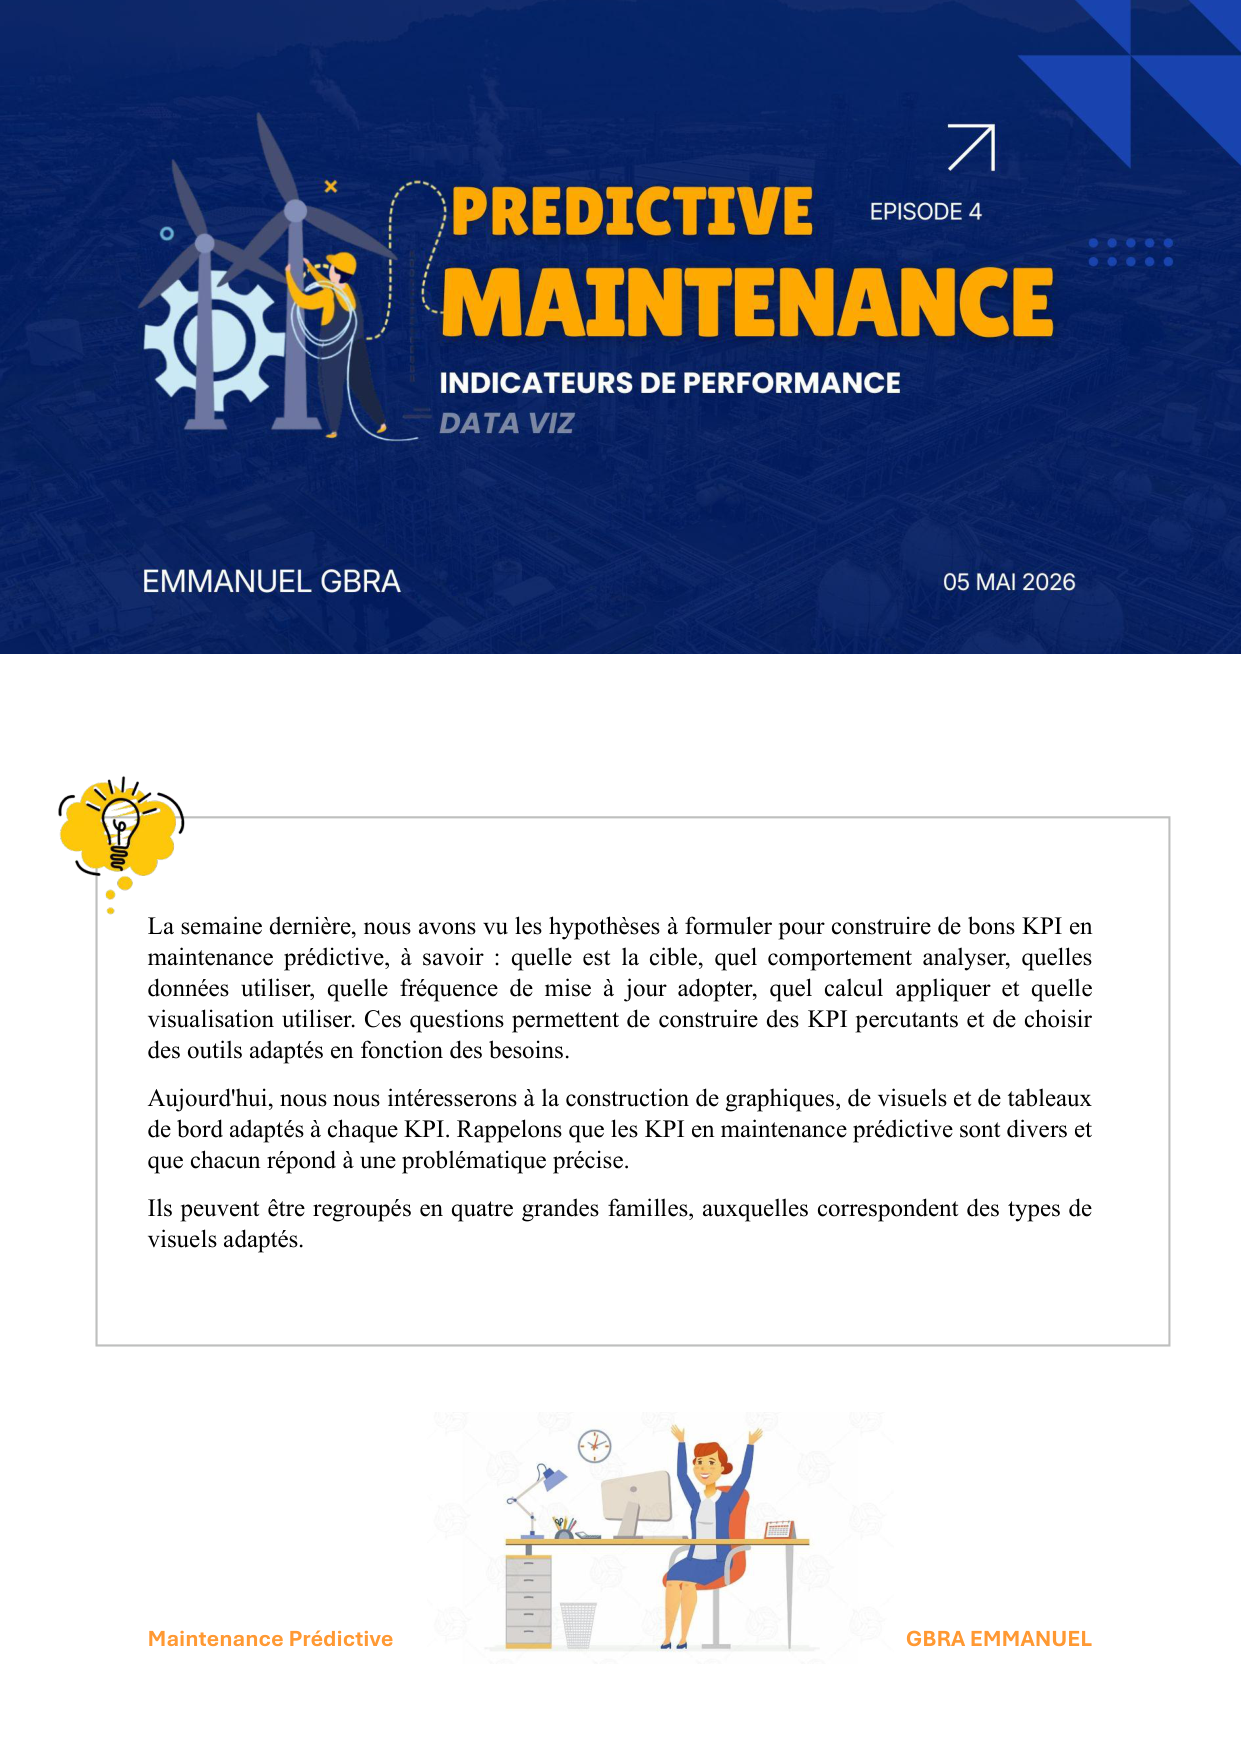 PREDICTIVE
EPISODE 4
MAINTENANCE
INDICATEURS DE PERFORMANCE
DATA VIZ
EMMANUEL GBRA
05 MAI 2026
La semaine dernière, nous avons vu les hypothèses à formuler pour construire de bons KPI en
maintenance prédictive, à savoir : quelle est la cible, quel comportement analyser, quelles
données utiliser, quelle fréquence de mise à jour adopter, quel calcul appliquer et quelle
visualisation utiliser. Ces questions permettent de construire des KPI percutants et de choisir
des outils adaptés en fonction des besoins.
Aujourd'hui, nous nous intéresserons à la construction de graphiques, de visuels et de tableaux
de bord adaptés à chaque KPI. Rappelons que les KPI en maintenance prédictive sont divers et
que chacun répond à une problématique précise.
Ils peuvent être regroupés en quatre grandes familles, auxquelles correspondent des types de
visuels adaptés.
Maintenance Prédictive
GBRA EMMANUEL